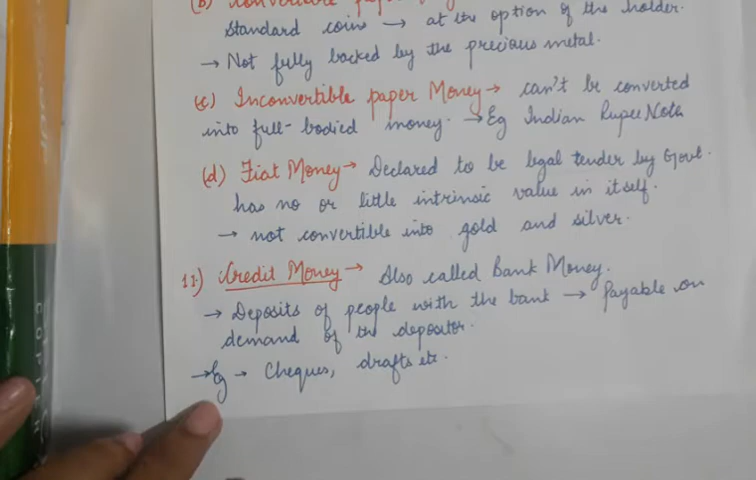 (b) Convertible
standard coins → at the option of the holder.
→ Not fully backed by the precious metal.
(c) Inconvertible paper Money → can't be converted
into full-bodied money. → Eg Indian Rupee Note
(d) Fiat Money → Declared to be legal tender by Govt.
has no or little intrinsic value in itself.
→ not convertible into gold and silver.
11) Credit Money → Also called Bank Money.
→ Deposits of people with the bank → Payable on
demand of the depositor.
→ Eg → Cheques, drafts etc.